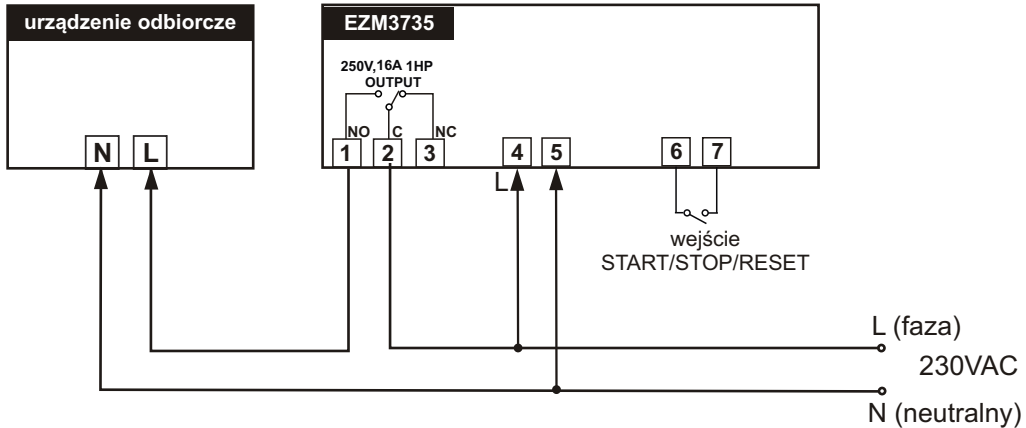 urządzenie odbiorcze
N L
EZM3735
250V,16A 1HP
OUTPUT
NO C NC
1 2 3 4 5 6 7
L
wejście
START/STOP/RESET
L (faza)
230VAC
N (neutralny)